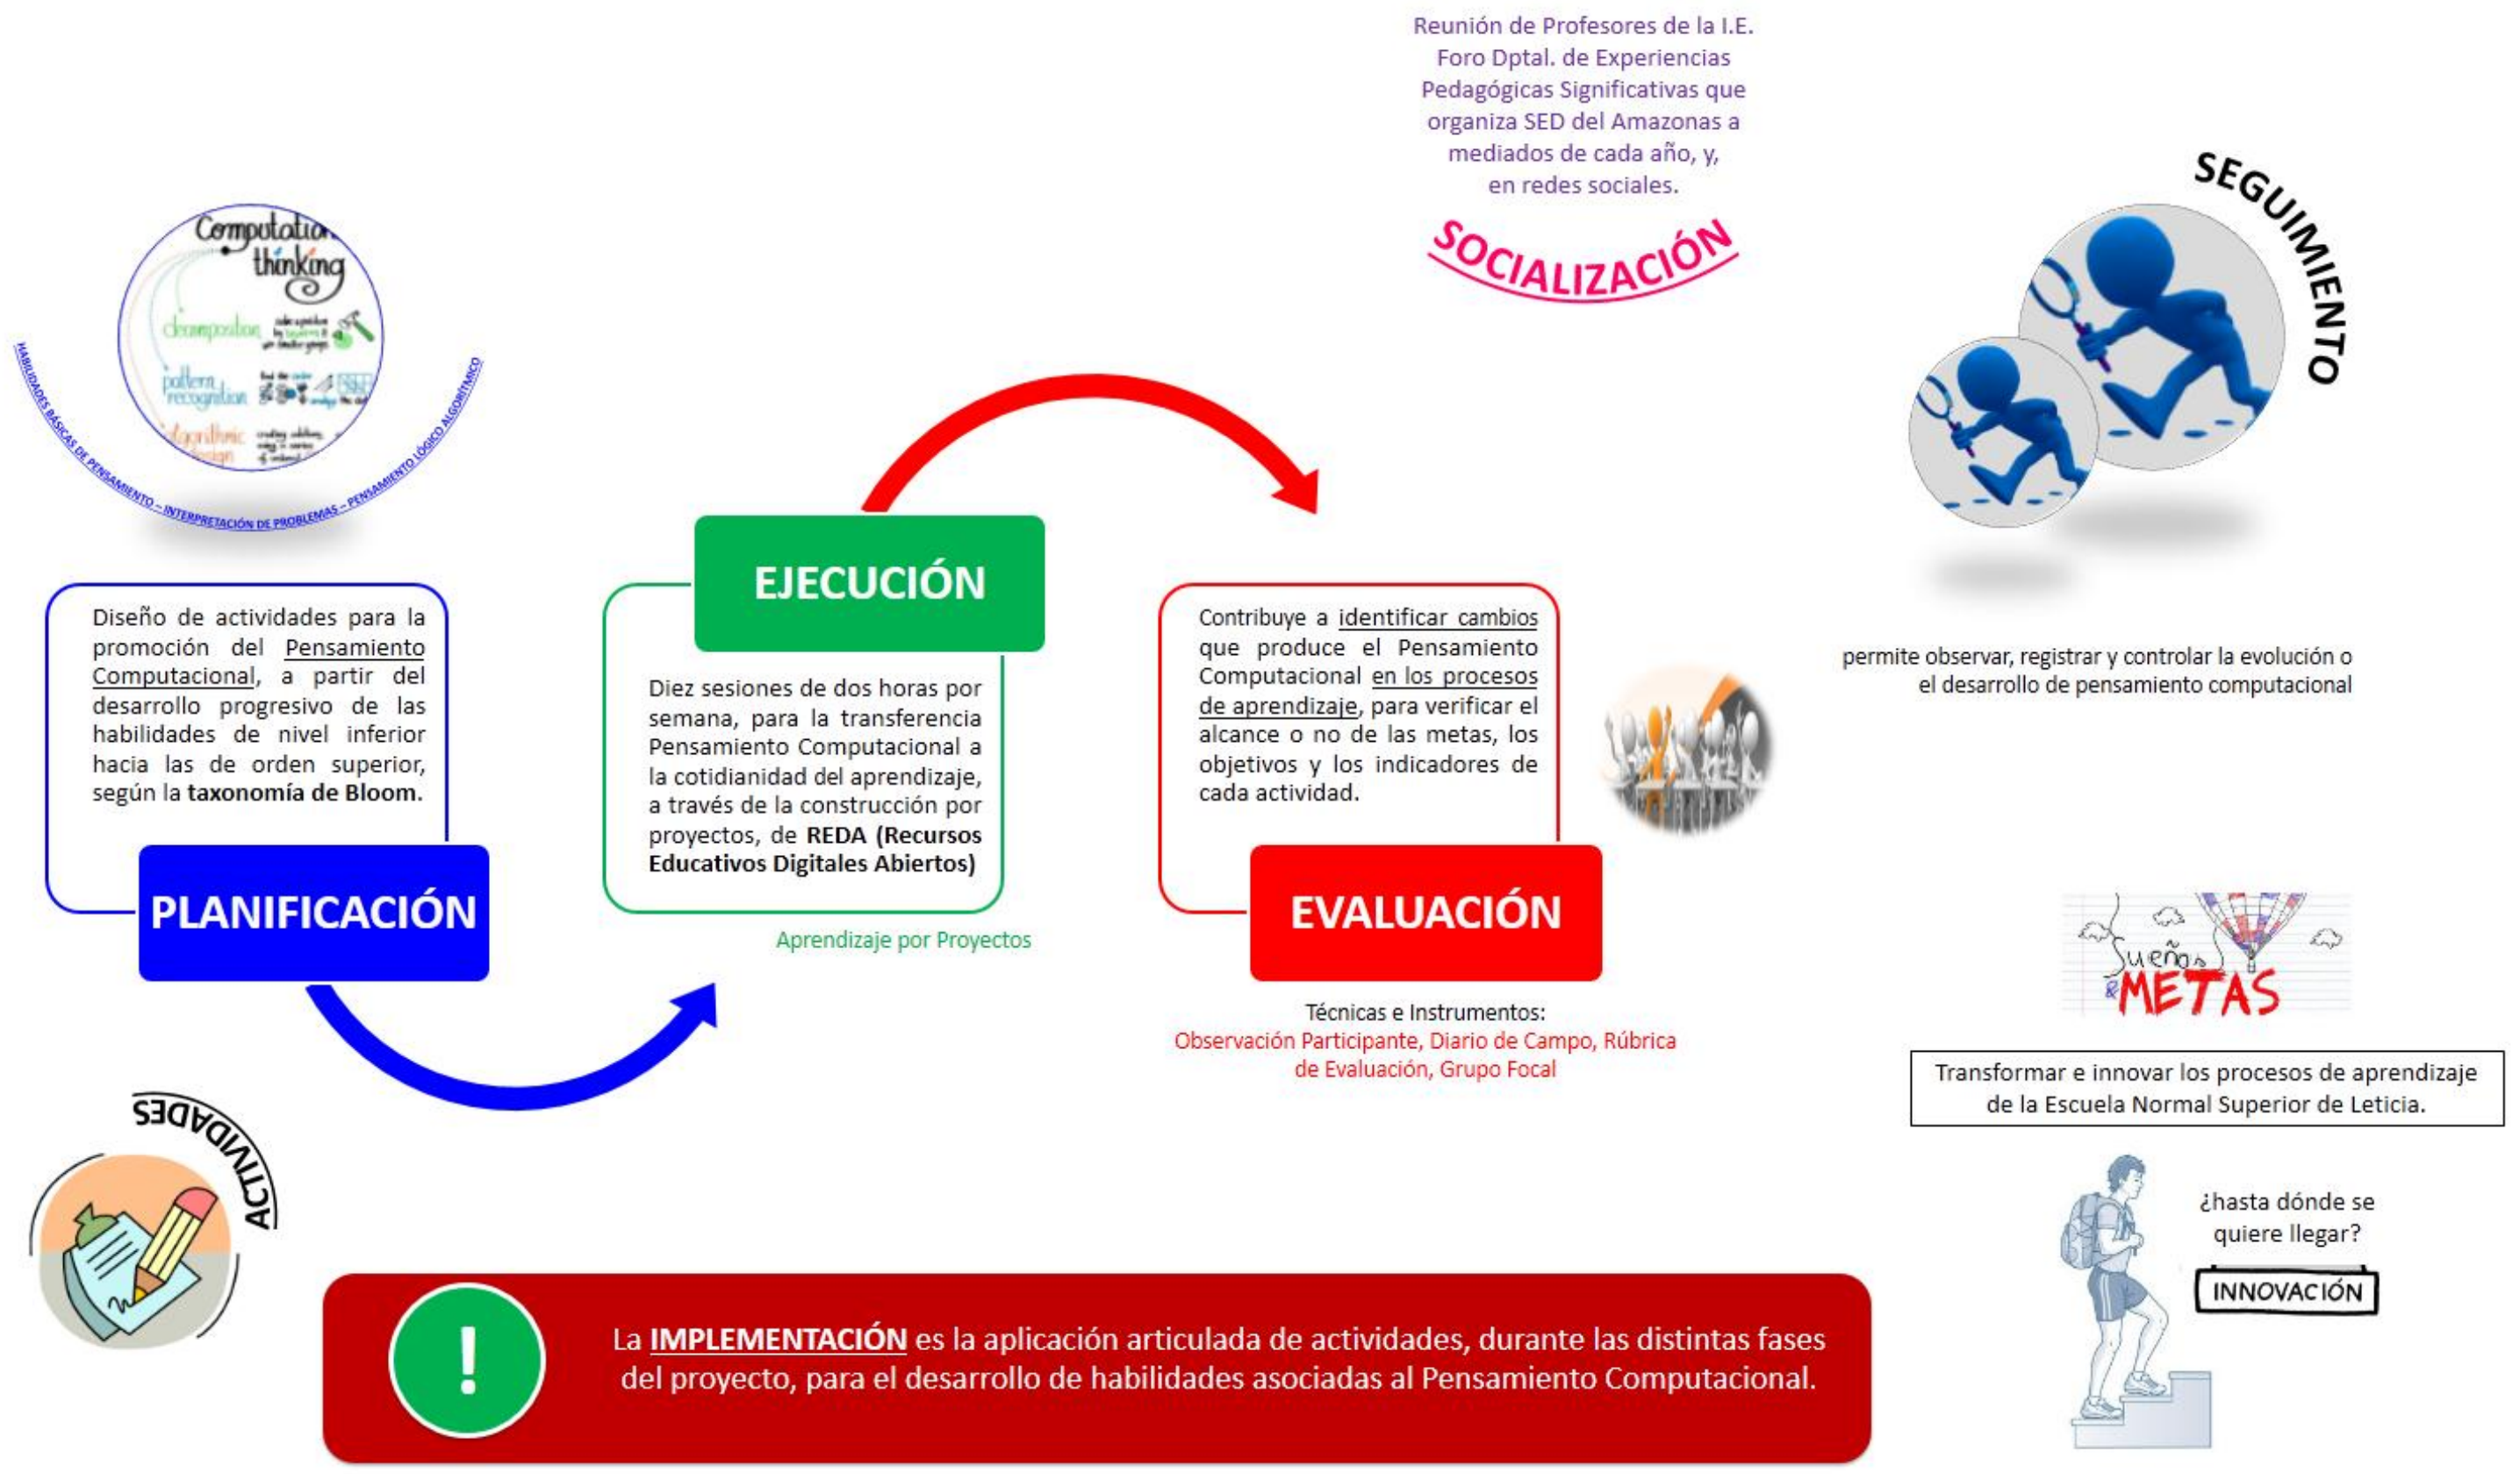 Reunión de Profesores de la I.E.
Foro Dptal. de Experiencias
Pedagógicas Significativas que
organiza SED del Amazonas a
mediados de cada año, y,
en redes sociales.
SOCIALIZACIÓN
SEGUIMIENTO
Computation
thinking
decomposition
pattern
recognition
algorithmic
design
HABILIDADES BÁSICAS DE PENSAMIENTO – INTERPRETACIÓN DE PROBLEMAS – PENSAMIENTO LÓGICO ALGORÍTMICO
Diseño de actividades para la
promoción del Pensamiento
Computacional, a partir del
desarrollo progresivo de las
habilidades de nivel inferior
hacia las de orden superior,
según la taxonomía de Bloom.
PLANIFICACIÓN
EJECUCIÓN
Diez sesiones de dos horas por
semana, para la transferencia
Pensamiento Computacional a
la cotidianidad del aprendizaje,
a través de la construcción por
proyectos, de REDA (Recursos
Educativos Digitales Abiertos)
Aprendizaje por Proyectos
Contribuye a identificar cambios
que produce el Pensamiento
Computacional en los procesos
de aprendizaje, para verificar el
alcance o no de las metas, los
objetivos y los indicadores de
cada actividad.
EVALUACIÓN
Técnicas e Instrumentos:
Observación Participante, Diario de Campo, Rúbrica
de Evaluación, Grupo Focal
permite observar, registrar y controlar la evolución o
el desarrollo de pensamiento computacional
Sueños
& METAS
Transformar e innovar los procesos de aprendizaje
de la Escuela Normal Superior de Leticia.
¿hasta dónde se
quiere llegar?
INNOVACIÓN
ACTIVIDADES
!
La IMPLEMENTACIÓN es la aplicación articulada de actividades, durante las distintas fases
del proyecto, para el desarrollo de habilidades asociadas al Pensamiento Computacional.